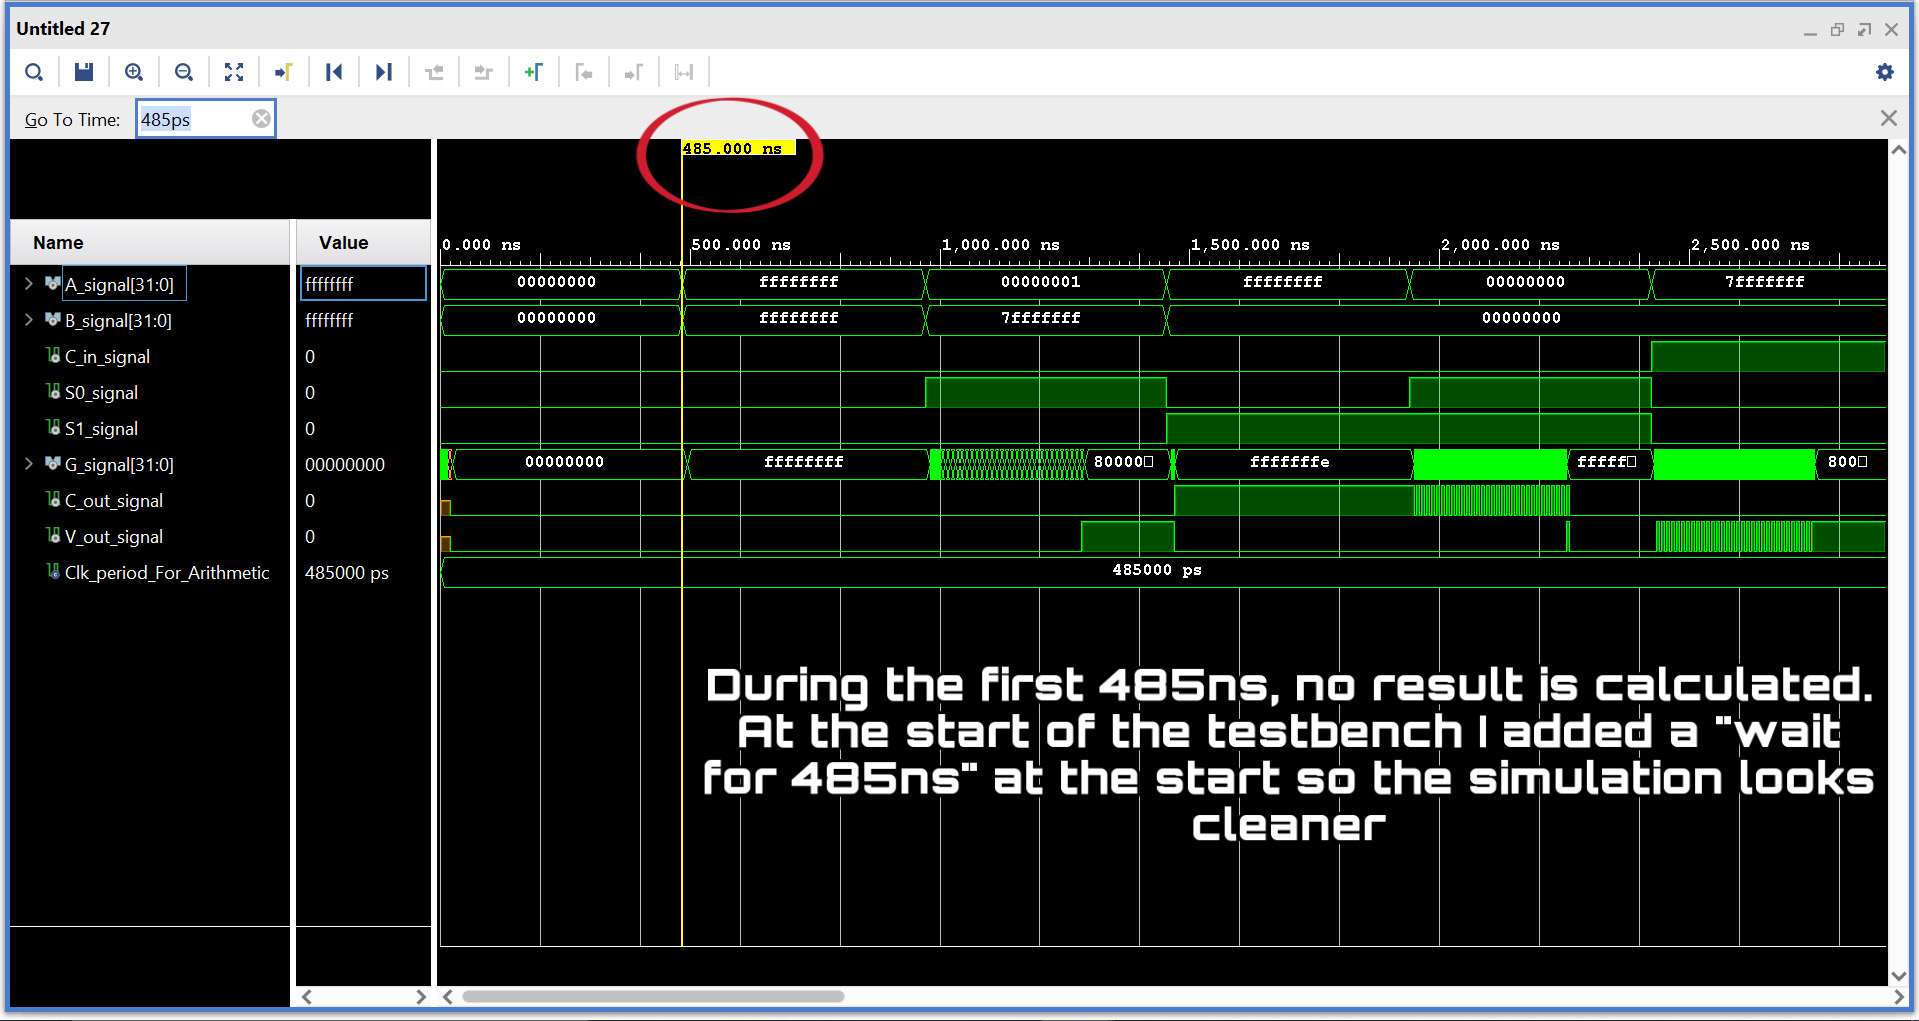 Untitled 27
Go To Time: 485ps
485.000 ns
Name Value
0.000 ns 500.000 ns 1,000.000 ns 1,500.000 ns 2,000.000 ns 2,500.000 ns
A_signal[31:0] ffffffff 00000000 ffffffff 00000001 ffffffff 00000000 7fffffff
B_signal[31:0] ffffffff 00000000 ffffffff 7fffffff 00000000
C_in_signal 0
S0_signal 0
S1_signal 0
G_signal[31:0] 00000000 00000000 ffffffff 80000□ fffffffe fffff□ 800□
C_out_signal 0
V_out_signal 0
Clk_period_For_Arithmetic 485000 ps 485000 ps
During the first 485ns, no result is calculated.
At the start of the testbench I added a "wait
for 485ns" at the start so the simulation looks
cleaner